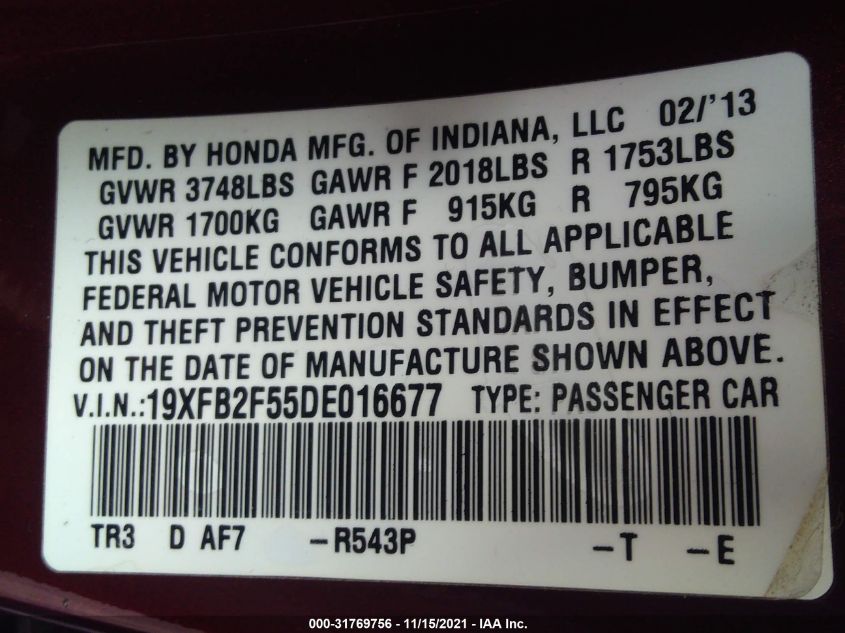 MFD. BY HONDA MFG. OF INDIANA, LLC 02/'13
GVWR 3748LBS GAWR F 2018LBS R 1753LBS
GVWR 1700KG GAWR F 915KG R 795KG
THIS VEHICLE CONFORMS TO ALL APPLICABLE
FEDERAL MOTOR VEHICLE SAFETY, BUMPER,
AND THEFT PREVENTION STANDARDS IN EFFECT
ON THE DATE OF MANUFACTURE SHOWN ABOVE.
V.I.N.:19XFB2F55DE016677 TYPE: PASSENGER CAR
TR3 D AF7 -R543P -T -E
000-31769756 - 11/15/2021 - IAA Inc.